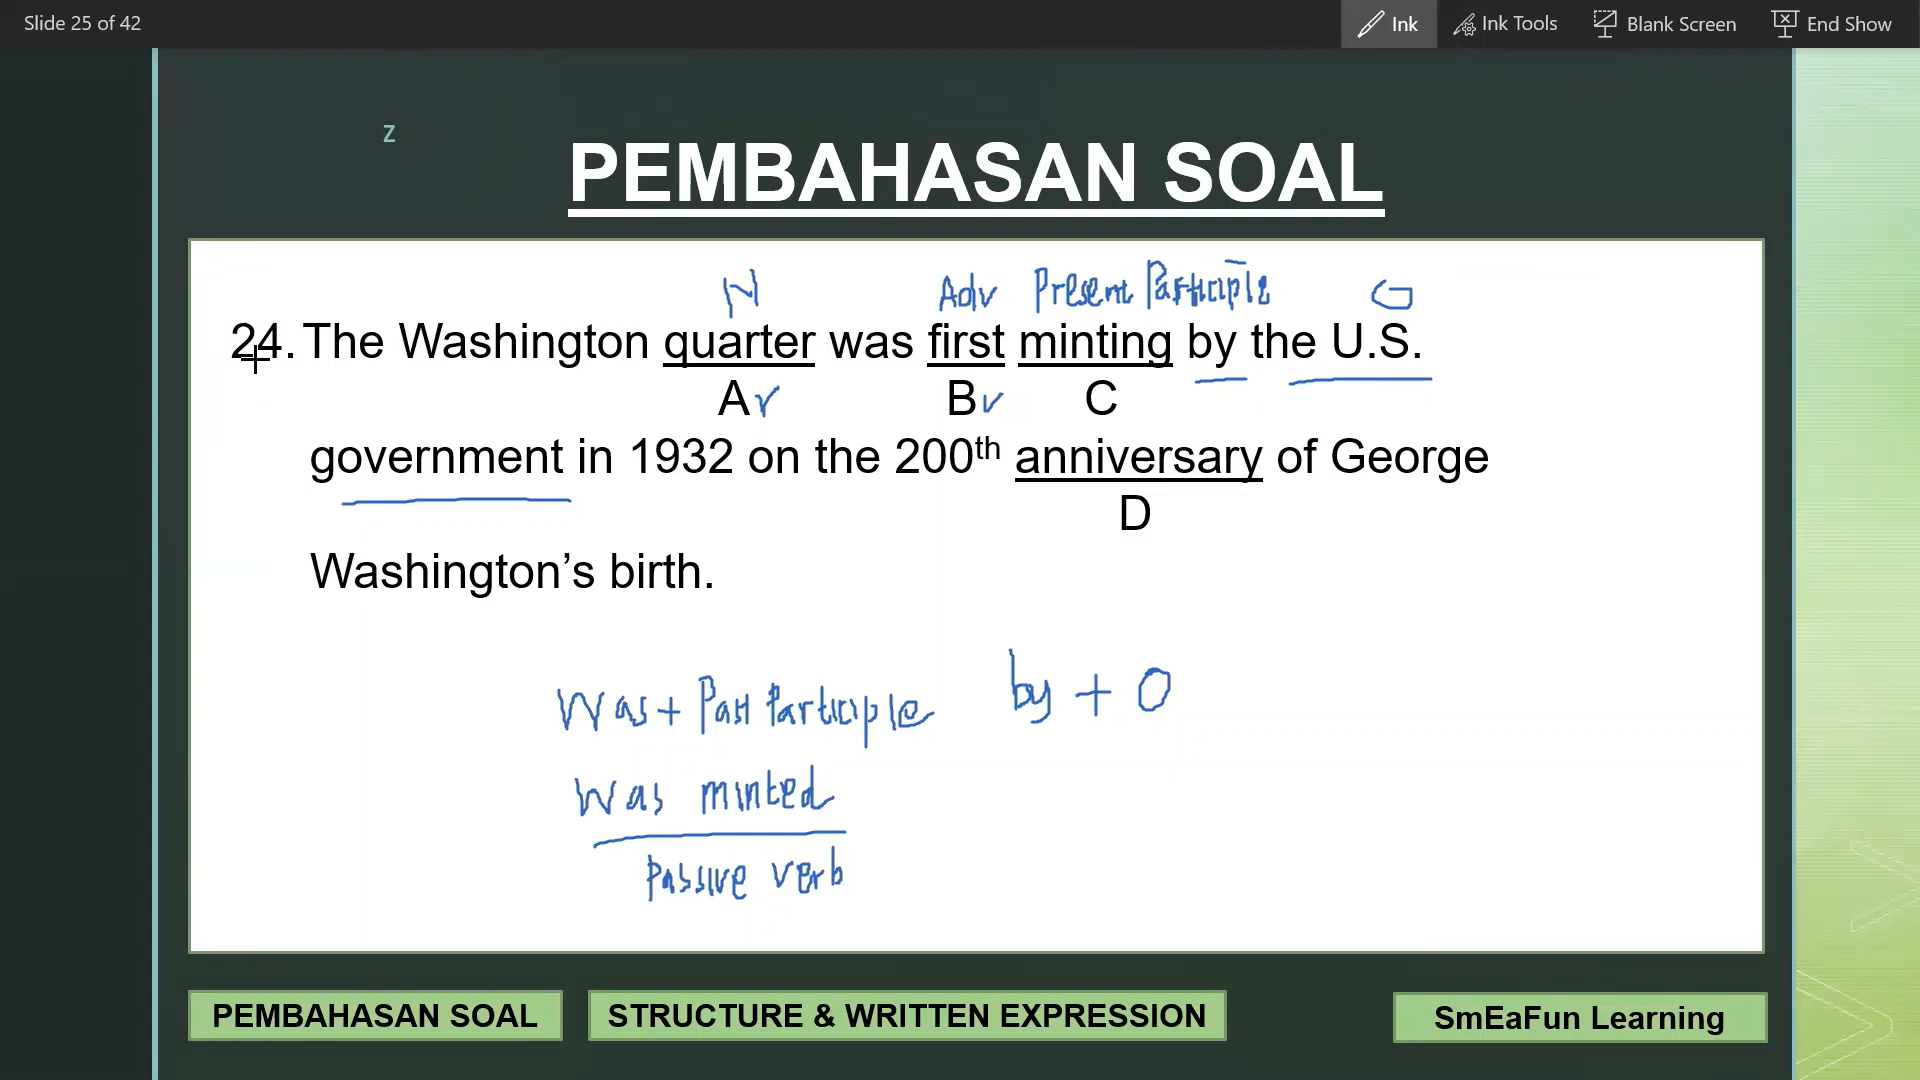 Slide 25 of 42
Ink
Ink Tools
Blank Screen
End Show
z
PEMBAHASAN SOAL
N Adv Present Participle
24. The Washington quarter was first minting by the U.S.
A B C
government in 1932 on the 200th anniversary of George
D
Washington's birth.
Was + Past Participle by + O
Was minted
Passive verb
PEMBAHASAN SOAL
STRUCTURE & WRITTEN EXPRESSION
SmEaFun Learning